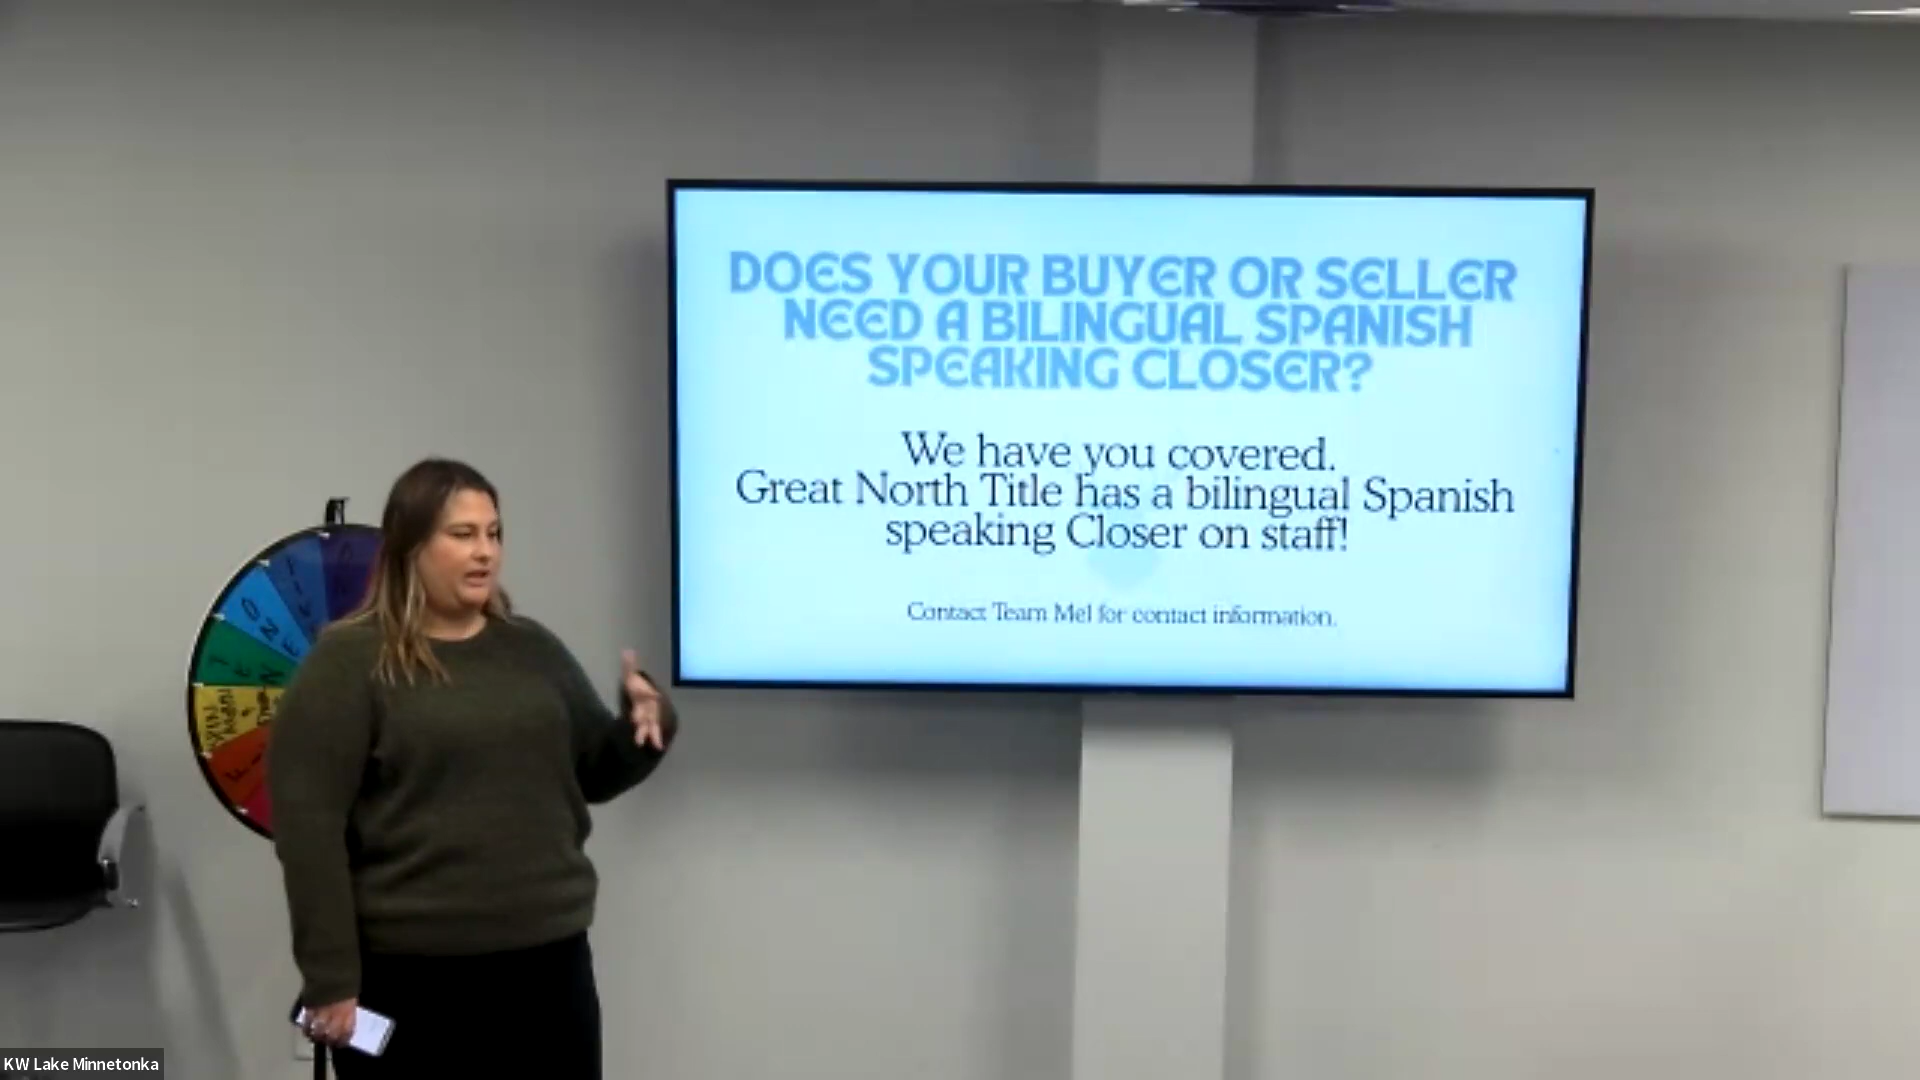 DOES YOUR BUYER OR SELLER
NEED A BILINGUAL SPANISH
SPEAKING CLOSER?
We have you covered.
Great North Title has a bilingual Spanish
speaking Closer on staff!
Contact Team Mel for contact information.
KW Lake Minnetonka